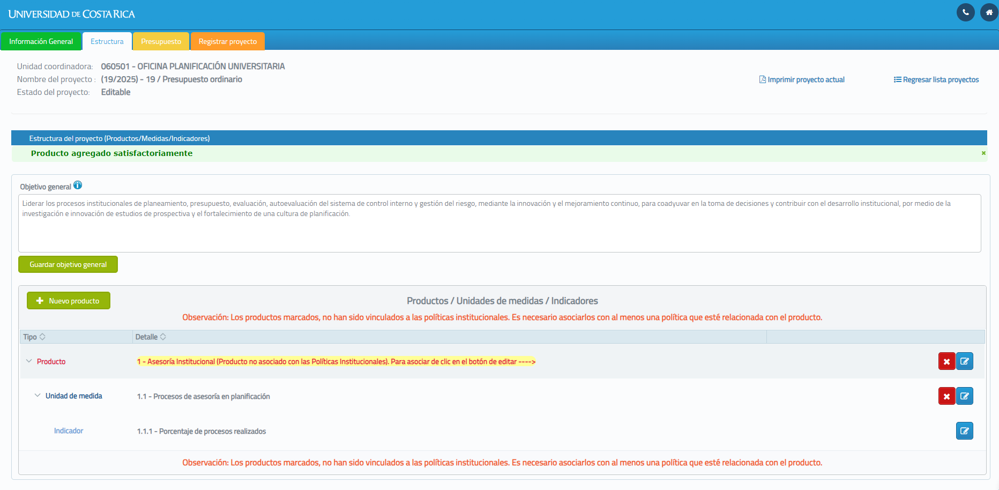 UNIVERSIDAD DE COSTA RICA
Información General
Estructura
Presupuesto
Registrar proyecto
Unidad coordinadora: 060501 - OFICINA PLANIFICACIÓN UNIVERSITARIA
Nombre del proyecto : (19/2025) - 19 / Presupuesto ordinario
Estado del proyecto: Editable
Imprimir proyecto actual
Regresar lista proyectos
Estructura del proyecto (Productos/Medidas/Indicadores)
Producto agregado satisfactoriamente
Objetivo general
Liderar los procesos institucionales de planeamiento, presupuesto, evaluación, autoevaluación del sistema de control interno y gestión del riesgo, mediante la innovación y el mejoramiento continuo, para coadyuvar en la toma de decisiones y contribuir con el desarrollo institucional, por medio de la
investigación e innovación de estudios de prospectiva y el fortalecimiento de una cultura de planificación.
Guardar objetivo general
Nuevo producto
Productos / Unidades de medidas / Indicadores
Observación: Los productos marcados, no han sido vinculados a las políticas institucionales. Es necesario asociarlos con al menos una política que esté relacionada con el producto.
Tipo
Detalle
Producto
1 - Asesoría Institucional (Producto no asociado con las Políticas Institucionales). Para asociar de clic en el botón de editar ---->
Unidad de medida
1.1 - Procesos de asesoría en planificación
Indicador
1.1.1 - Porcentaje de procesos realizados
Observación: Los productos marcados, no han sido vinculados a las políticas institucionales. Es necesario asociarlos con al menos una política que esté relacionada con el producto.